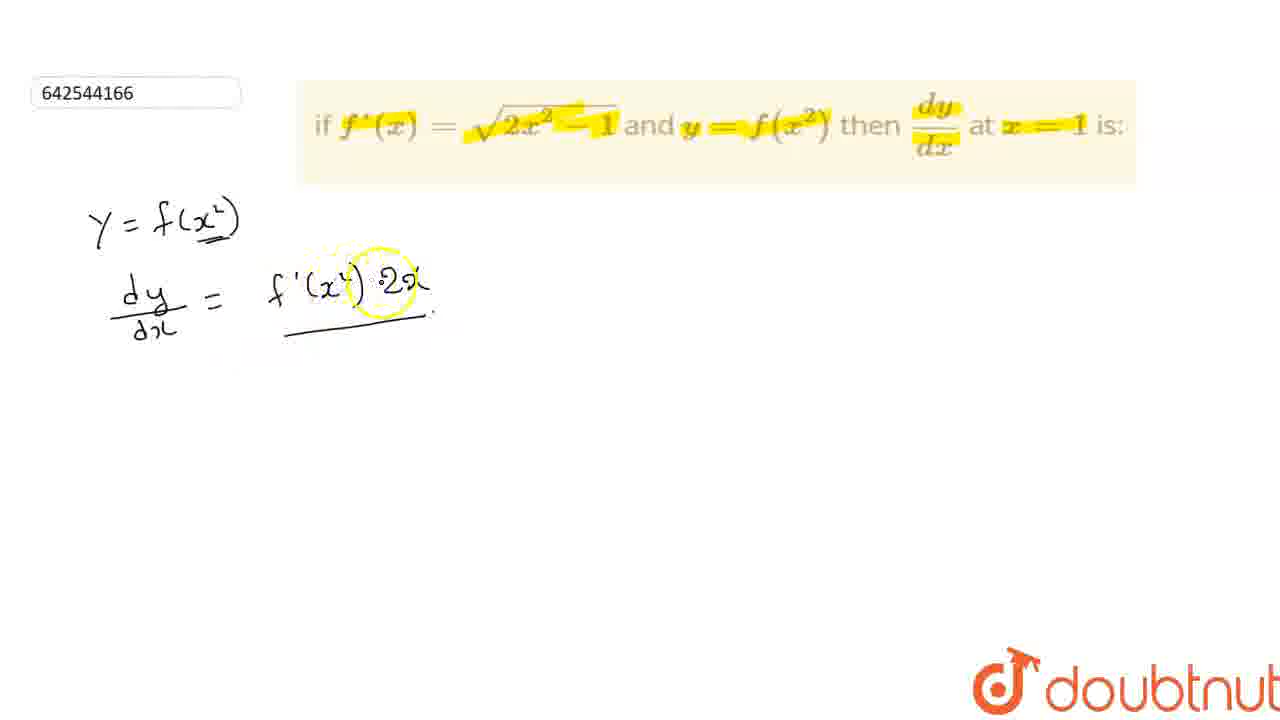 642544166
if f'(x) = √(2x² − 1) and y = f(x²) then dy/dx at x = 1 is:
y = f(x²)
dy/dx = f'(x²)·2x
doubtnut